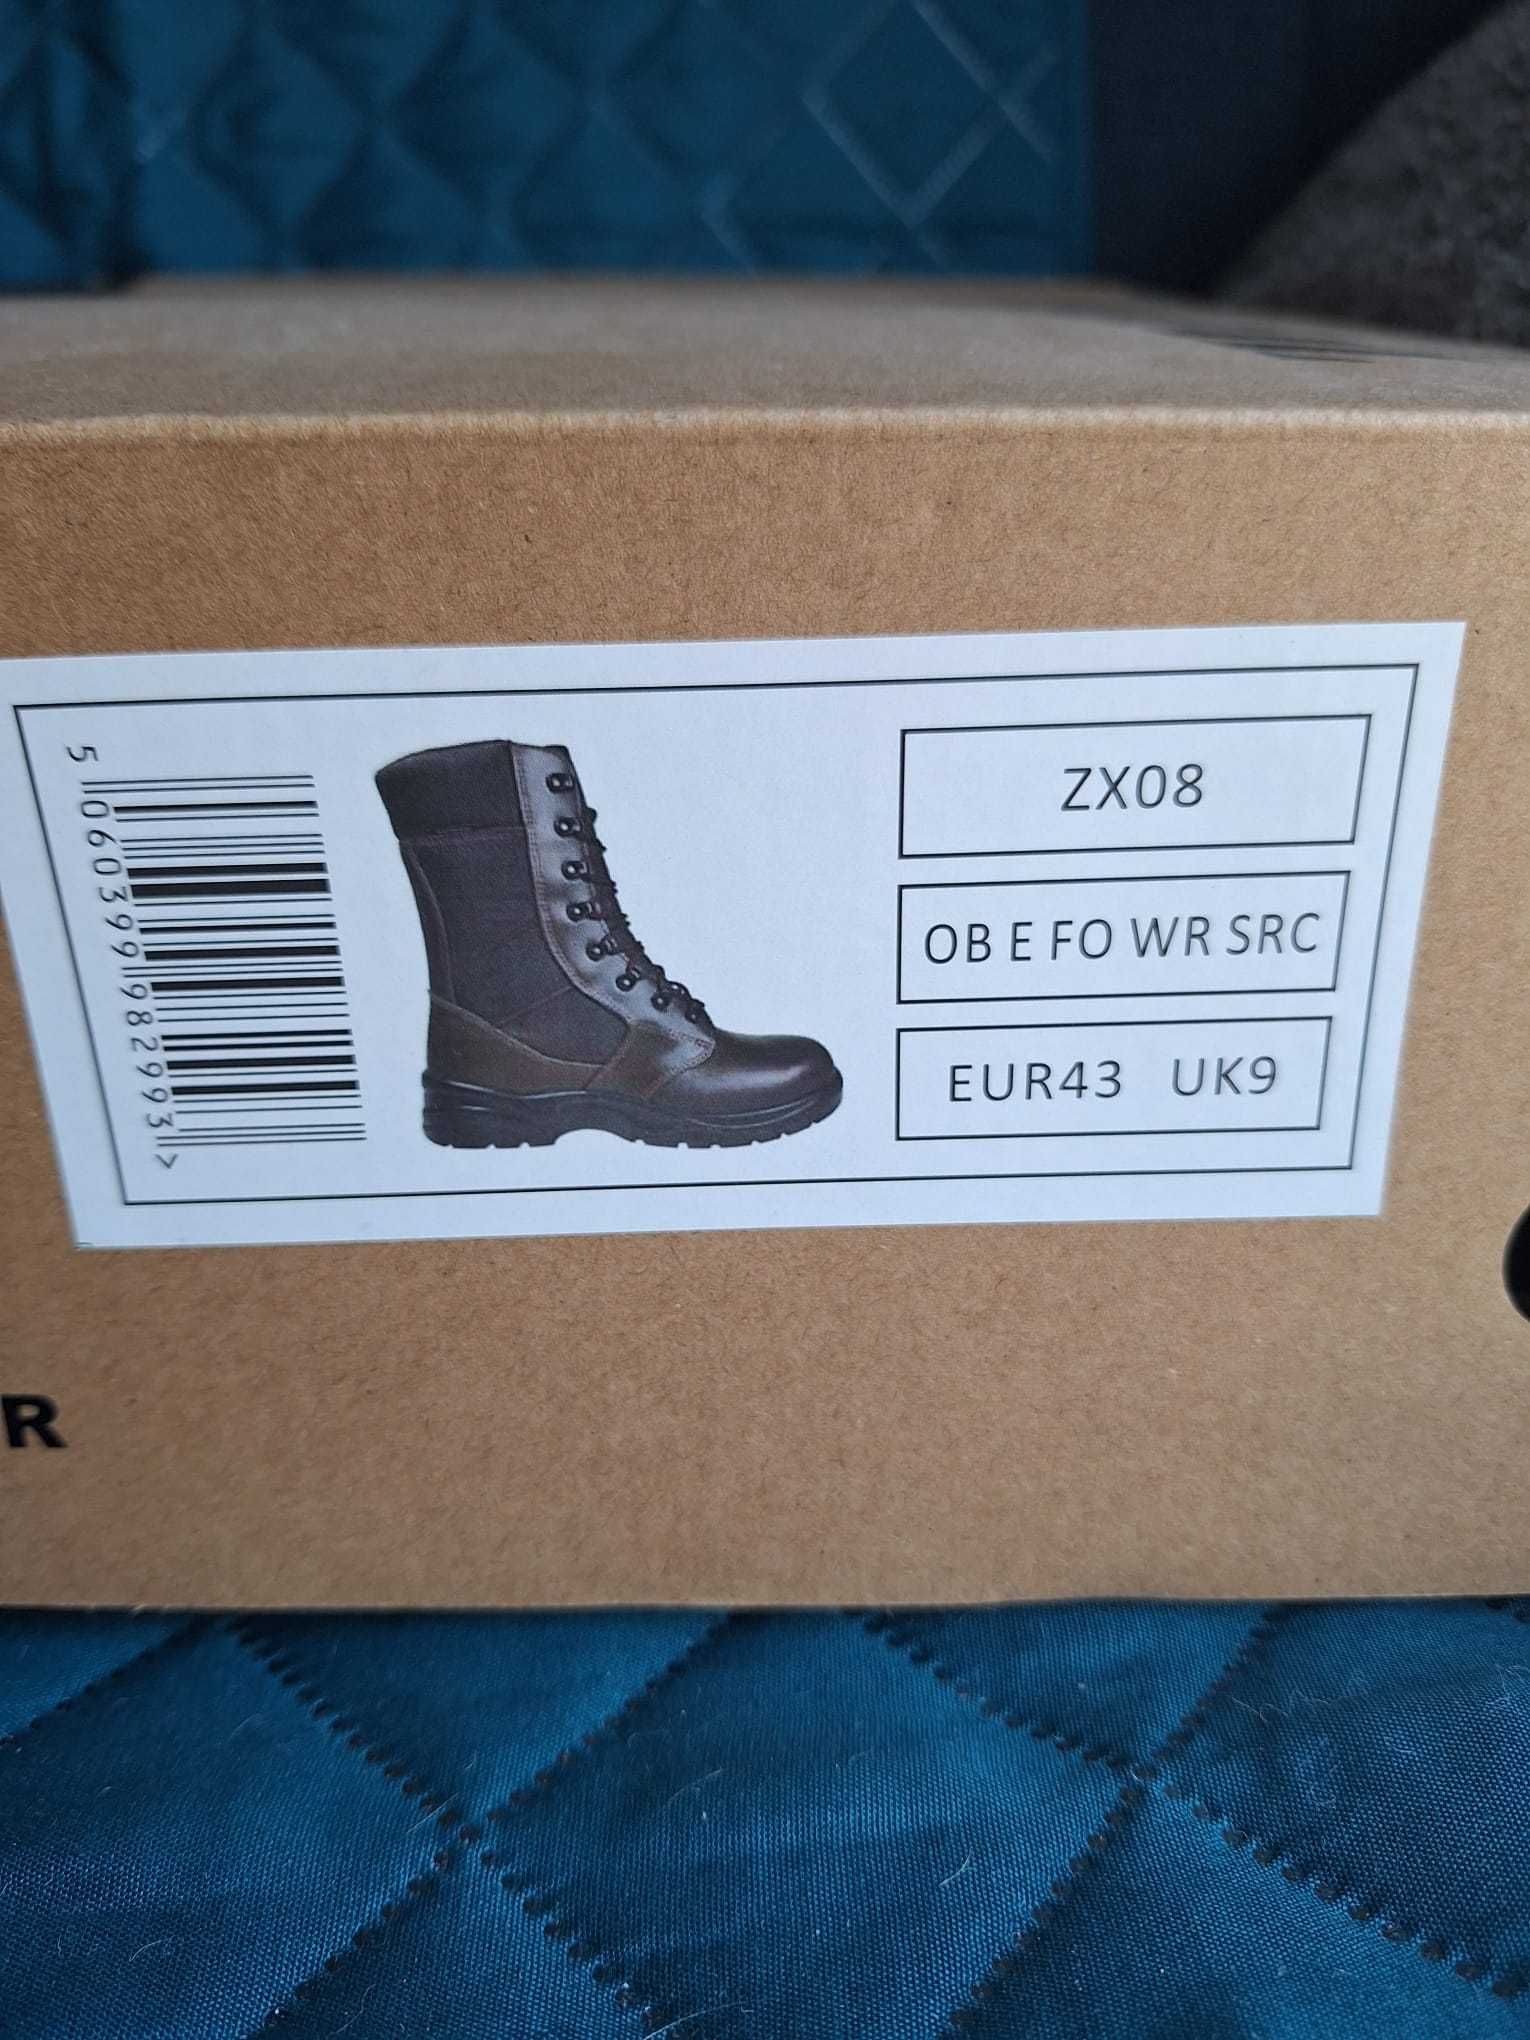 5 060399 982993 >
ZX08
OB E FO WR SRC
EUR43 UK9
R